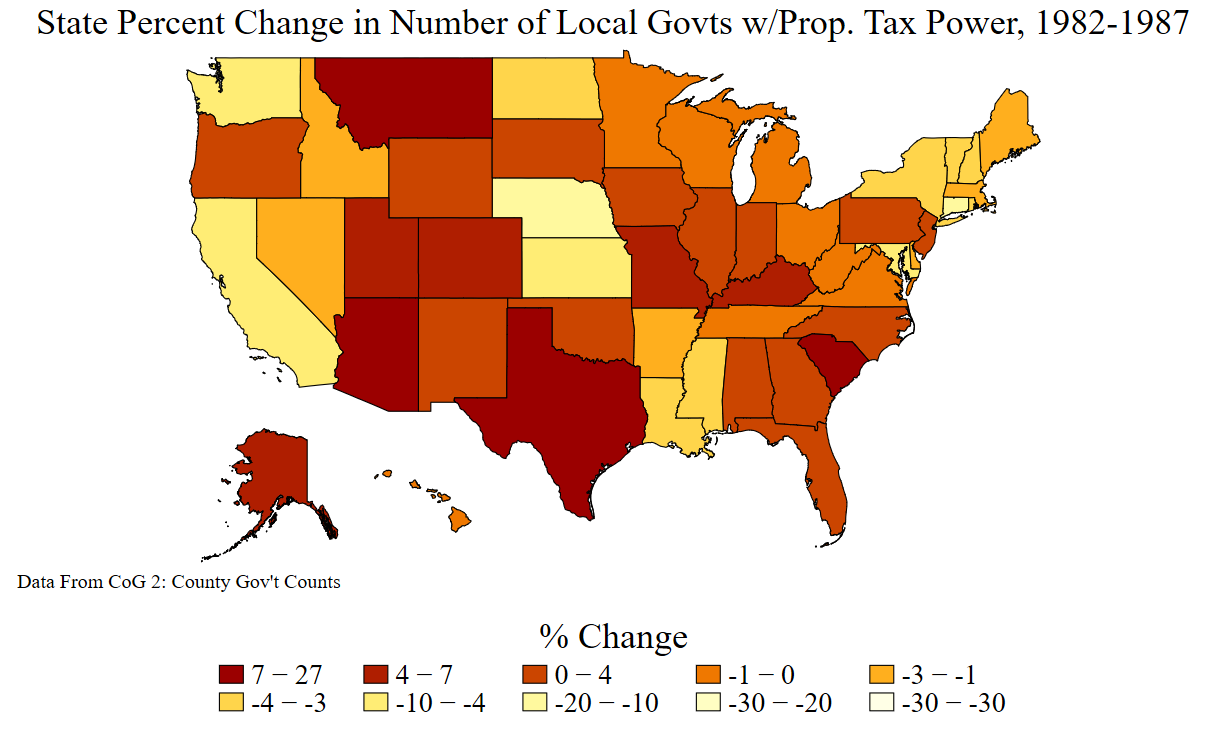 State Percent Change in Number of Local Govts w/Prop. Tax Power, 1982-1987
Data From CoG 2: County Gov't Counts
% Change
7 − 27 4 − 7 0 − 4 -1 − 0 -3 − -1
-4 − -3 -10 − -4 -20 − -10 -30 − -20 -30 − -30